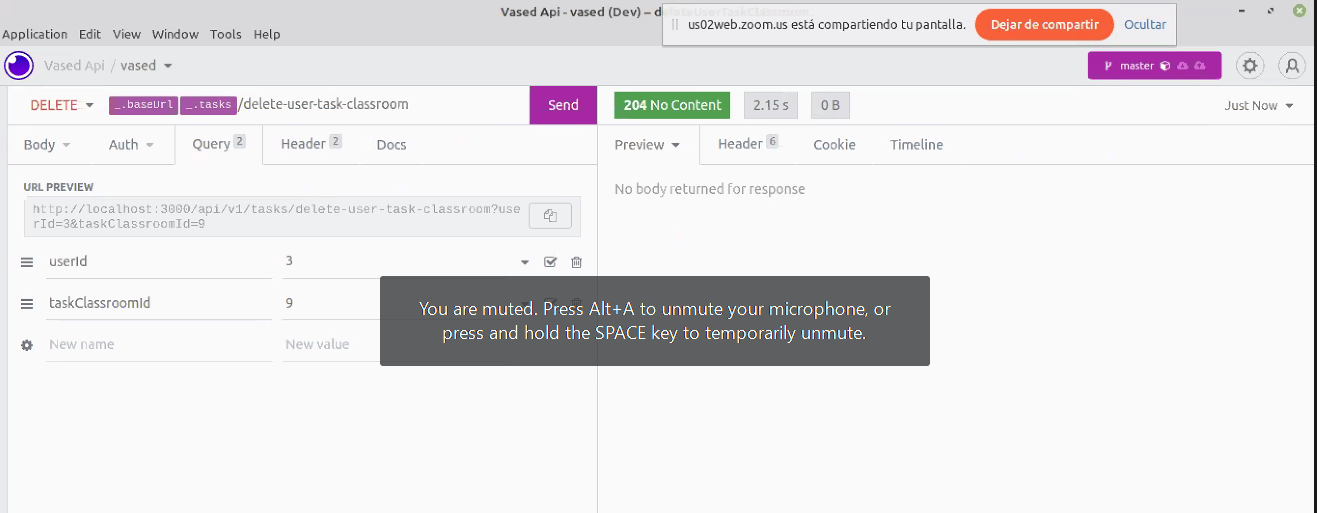 Vased Api - vased (Dev) – deleteUserTaskClassroom
us02web.zoom.us está compartiendo tu pantalla.
Dejar de compartir
Ocultar
Application Edit View Window Tools Help
Vased Api / vased
master
DELETE _.baseUrl _.tasks /delete-user-task-classroom
Send
204 No Content
2.15 s
0 B
Just Now
Body Auth Query 2 Header 2 Docs
Preview Header 6 Cookie Timeline
URL PREVIEW
http://localhost:3000/api/v1/tasks/delete-user-task-classroom?use
rId=3&taskClassroomId=9
No body returned for response
userId 3
taskClassroomId 9
New name New value
You are muted. Press Alt+A to unmute your microphone, or
press and hold the SPACE key to temporarily unmute.